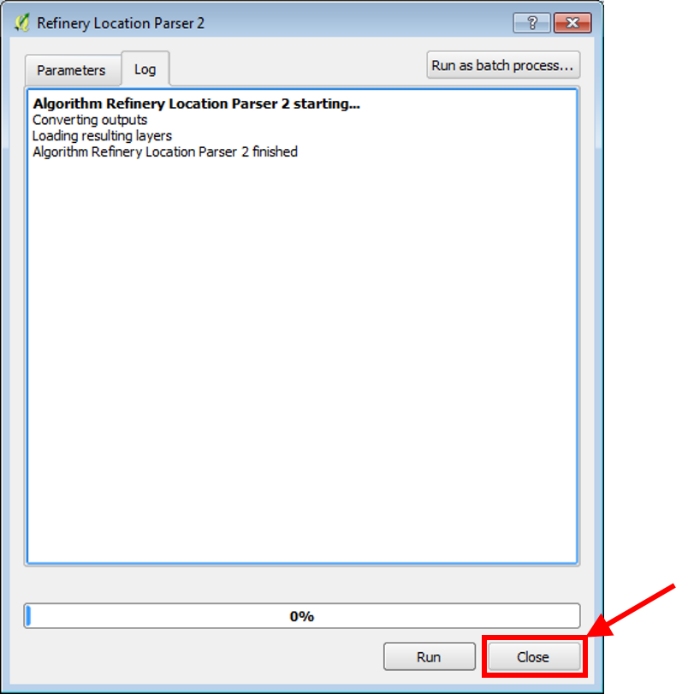 Refinery Location Parser 2
?
Parameters
Log
Run as batch process...
Algorithm Refinery Location Parser 2 starting...
Converting outputs
Loading resulting layers
Algorithm Refinery Location Parser 2 finished
0%
Run
Close